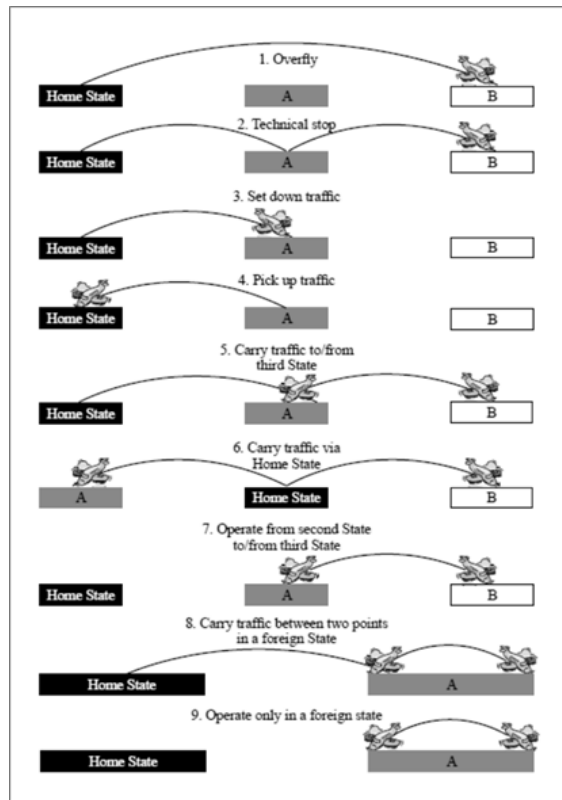 1. Overfly
Home State A B
2. Technical stop
Home State A B
3. Set down traffic
Home State A B
4. Pick up traffic
Home State A B
5. Carry traffic to/from
third State
Home State A B
6. Carry traffic via
Home State
A Home State B
7. Operate from second State
to/from third State
Home State A B
8. Carry traffic between two points
in a foreign State
Home State A
9. Operate only in a foreign state
Home State A